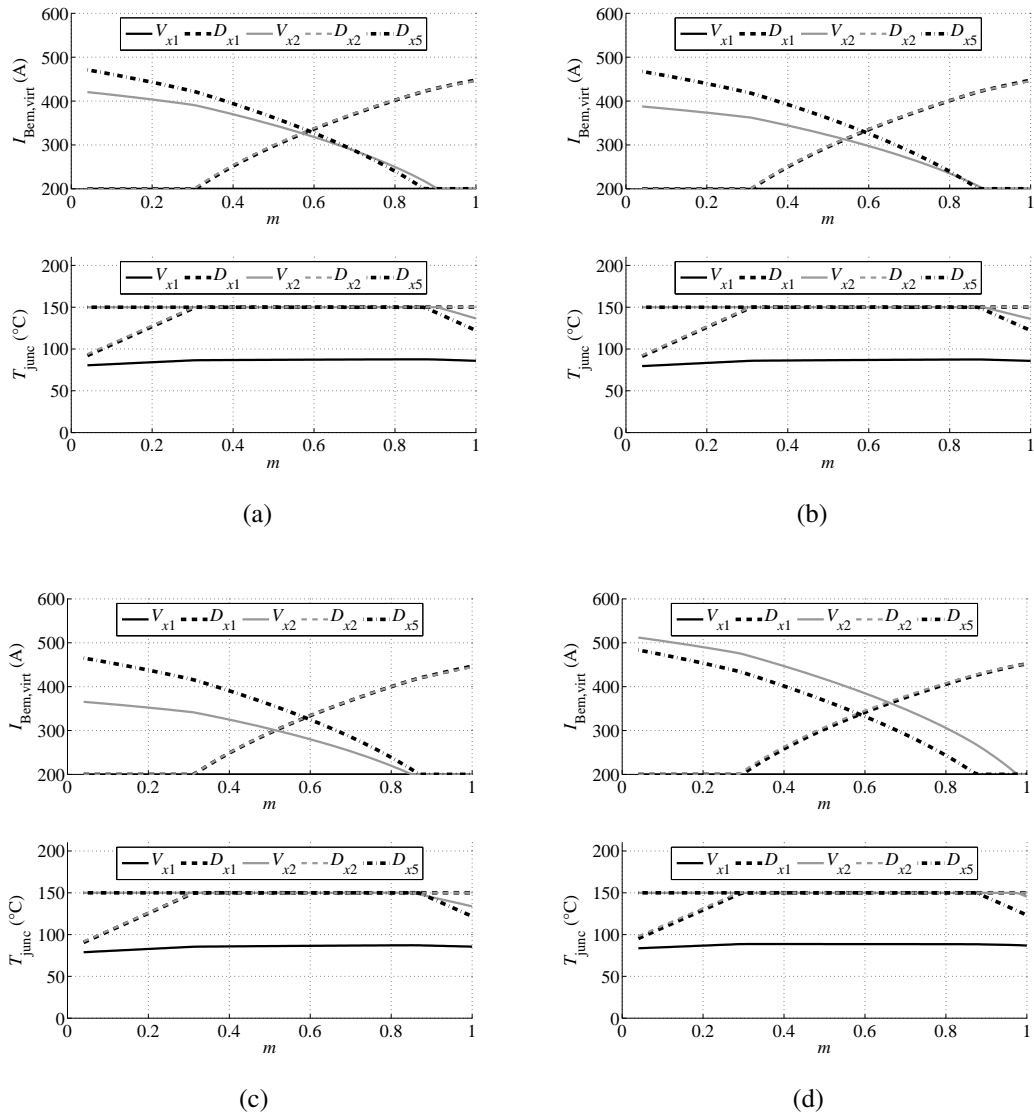 600
500
400
300
200
I_Bem,virt (A)
V_x1 D_x1 V_x2 D_x2 D_x5
0 0.2 0.4 0.6 0.8 1
m
200
150
100
50
0
T_junc (°C)
V_x1 D_x1 V_x2 D_x2 D_x5
0 0.2 0.4 0.6 0.8 1
m
(a)
600
500
400
300
200
I_Bem,virt (A)
V_x1 D_x1 V_x2 D_x2 D_x5
0 0.2 0.4 0.6 0.8 1
m
200
150
100
50
0
T_junc (°C)
V_x1 D_x1 V_x2 D_x2 D_x5
0 0.2 0.4 0.6 0.8 1
m
(b)
600
500
400
300
200
I_Bem,virt (A)
V_x1 D_x1 V_x2 D_x2 D_x5
0 0.2 0.4 0.6 0.8 1
m
200
150
100
50
0
T_junc (°C)
V_x1 D_x1 V_x2 D_x2 D_x5
0 0.2 0.4 0.6 0.8 1
m
(c)
600
500
400
300
200
I_Bem,virt (A)
V_x1 D_x1 V_x2 D_x2 D_x5
0 0.2 0.4 0.6 0.8 1
m
200
150
100
50
0
T_junc (°C)
V_x1 D_x1 V_x2 D_x2 D_x5
0 0.2 0.4 0.6 0.8 1
m
(d)